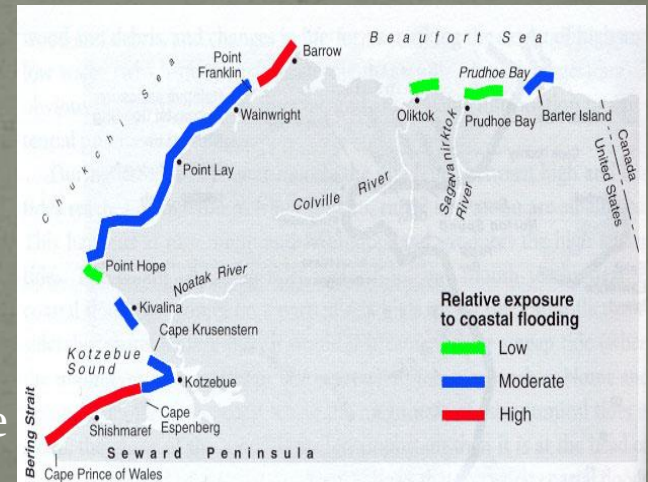 Beaufort Sea
Barrow
Point
Franklin
Prudhoe Bay
Chukchi Sea
Wainwright
Oliktok
Prudhoe Bay
Barter Island
Sagavanirktok
River
Canada
United States
Point Lay
Colville River
Point Hope
Noatak River
Kivalina
Cape Krusenstern
Kotzebue
Sound
Kotzebue
Cape
Espenberg
Shishmaref
Seward Peninsula
Bering Strait
Cape Prince of Wales
Relative exposure
to coastal flooding
Low
Moderate
High
e